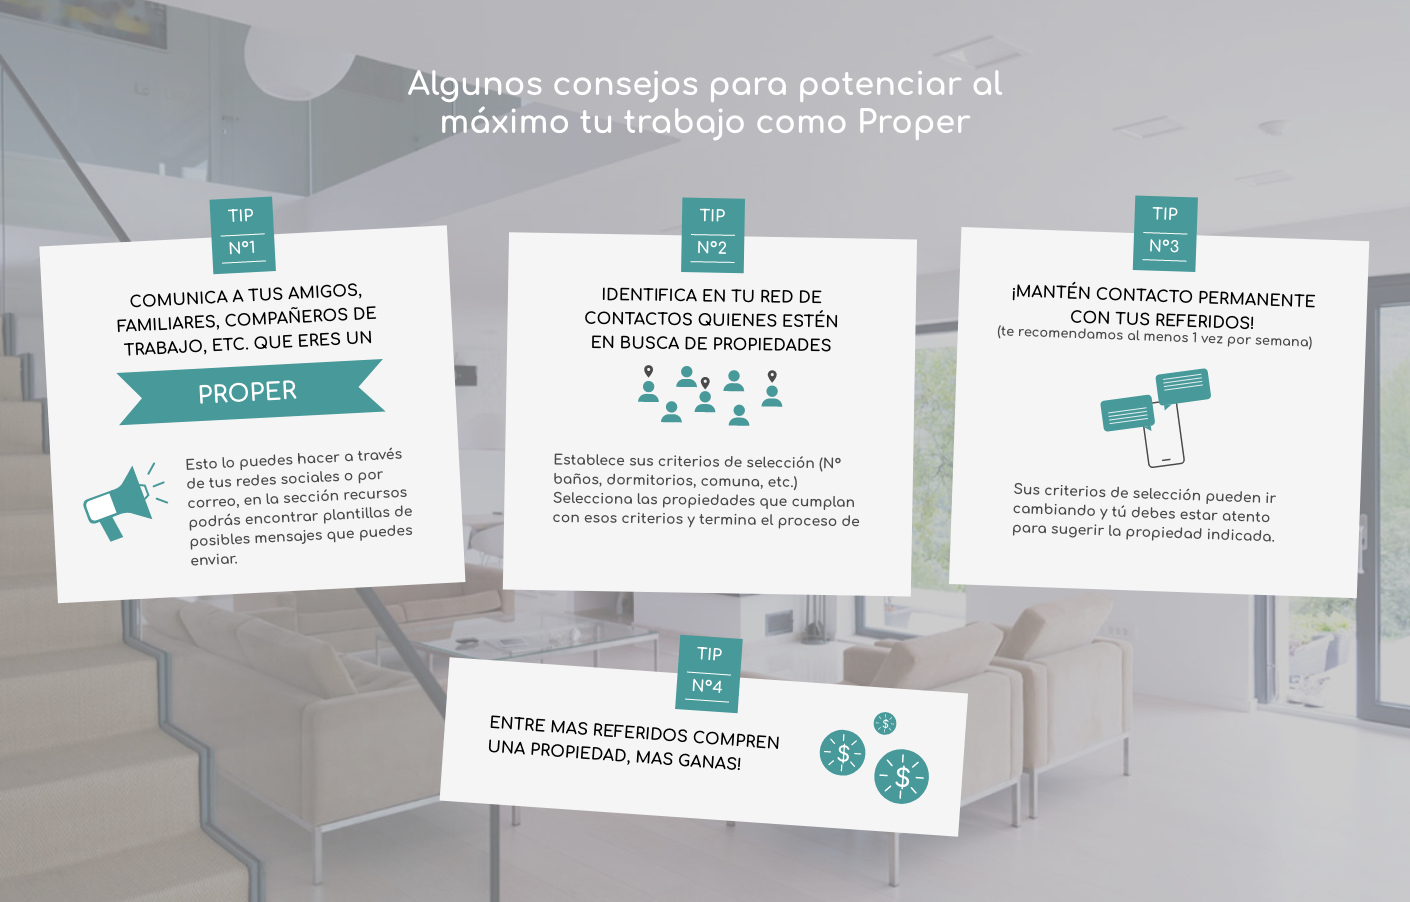 Algunos consejos para potenciar al
máximo tu trabajo como Proper
TIP
N°1
COMUNICA A TUS AMIGOS,
FAMILIARES, COMPAÑEROS DE
TRABAJO, ETC. QUE ERES UN
PROPER
Esto lo puedes hacer a través
de tus redes sociales o por
correo, en la sección recursos
podrás encontrar plantillas de
posibles mensajes que puedes
enviar.
TIP
N°2
IDENTIFICA EN TU RED DE
CONTACTOS QUIENES ESTÉN
EN BUSCA DE PROPIEDADES
Establece sus criterios de selección (N°
baños, dormitorios, comuna, etc.)
Selecciona las propiedades que cumplan
con esos criterios y termina el proceso de
TIP
N°3
¡MANTÉN CONTACTO PERMANENTE
CON TUS REFERIDOS!
(te recomendamos al menos 1 vez por semana)
Sus criterios de selección pueden ir
cambiando y tú debes estar atento
para sugerir la propiedad indicada.
TIP
N°4
ENTRE MAS REFERIDOS COMPREN
UNA PROPIEDAD, MAS GANAS!
$
$
$